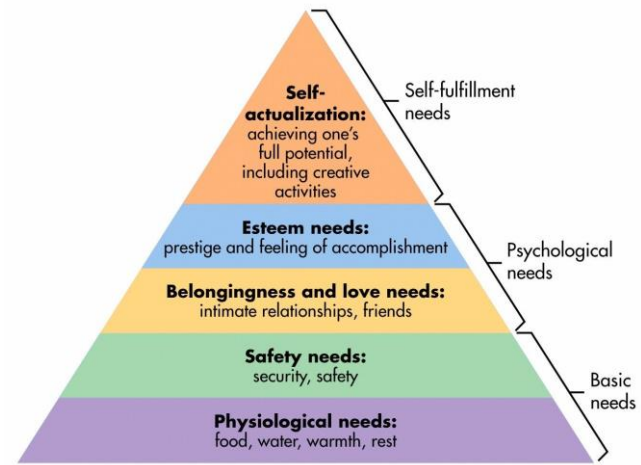 Self-
actualization:
achieving one's
full potential,
including creative
activities
Self-fulfillment
needs
Esteem needs:
prestige and feeling of accomplishment
Psychological
needs
Belongingness and love needs:
intimate relationships, friends
Safety needs:
security, safety
Basic
needs
Physiological needs:
food, water, warmth, rest